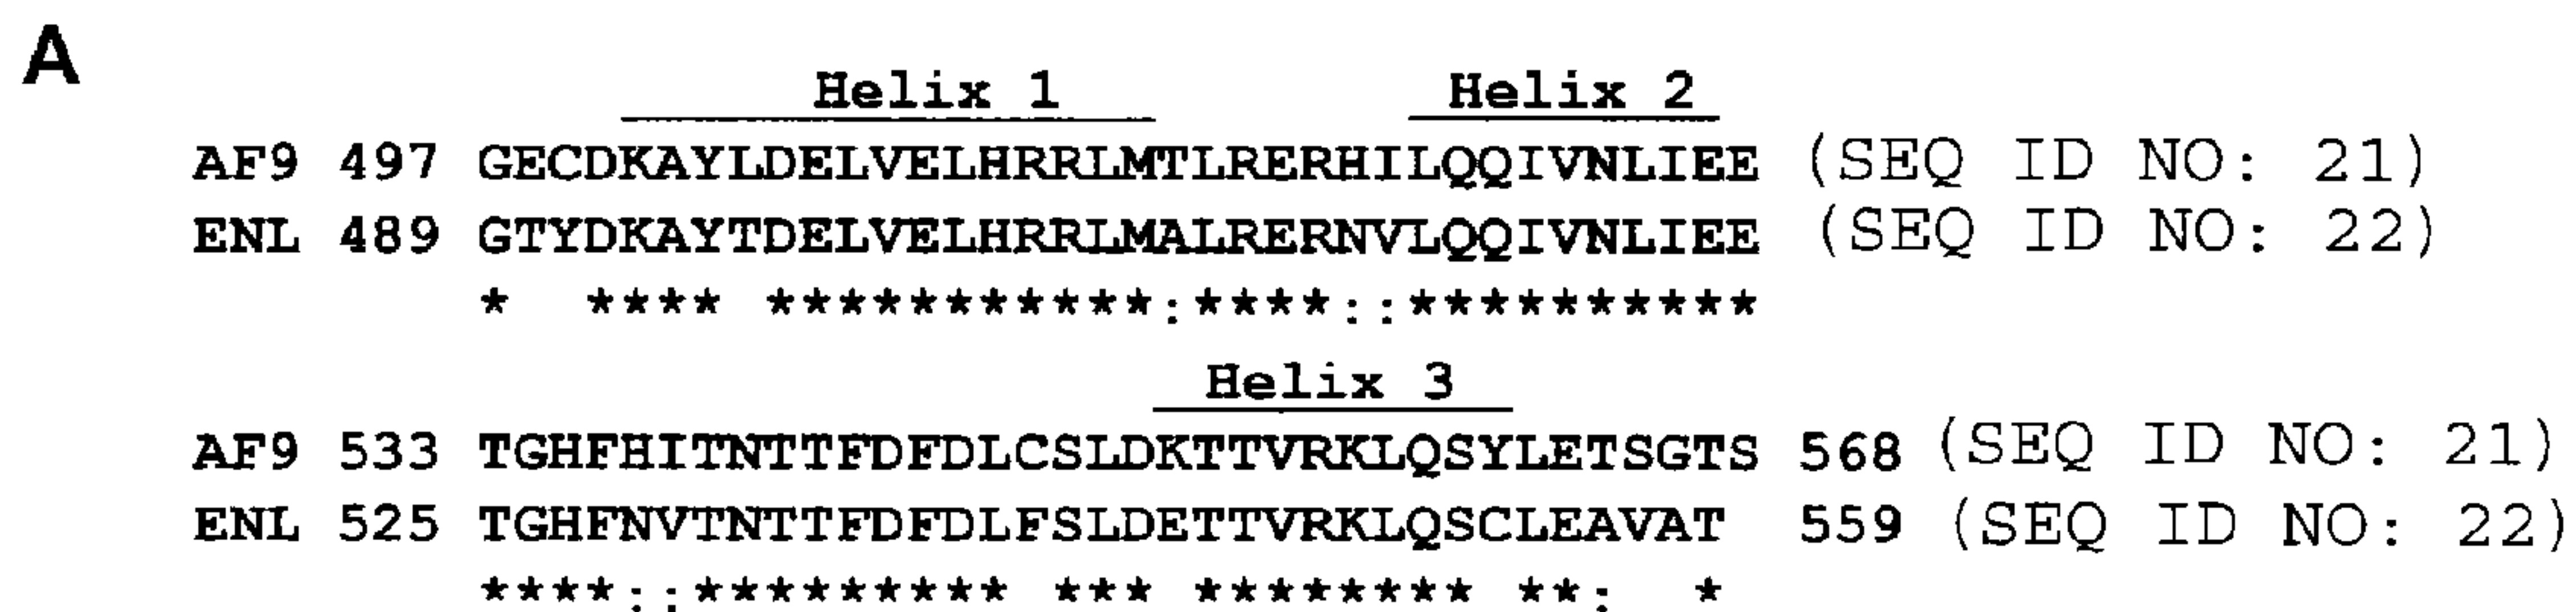 A
Helix 1 Helix 2
AF9 497 GECDKAYLDELVELHRRLMTLRERHILQQIVNLIEE (SEQ ID NO: 21)
ENL 489 GTYDKAYTDELVELHRRLMALRERNVLQQIVNLIEE (SEQ ID NO: 22)
*  **** ***********:****::**********
Helix 3
AF9 533 TGHFHITNTTFDFDLCSLDKTTVRKLQSYLETSGTS 568 (SEQ ID NO: 21)
ENL 525 TGHFNVTNTTFDFDLFSLDETTVRKLQSCLEAVAT 559 (SEQ ID NO: 22)
****::********* *** ******** **:  *